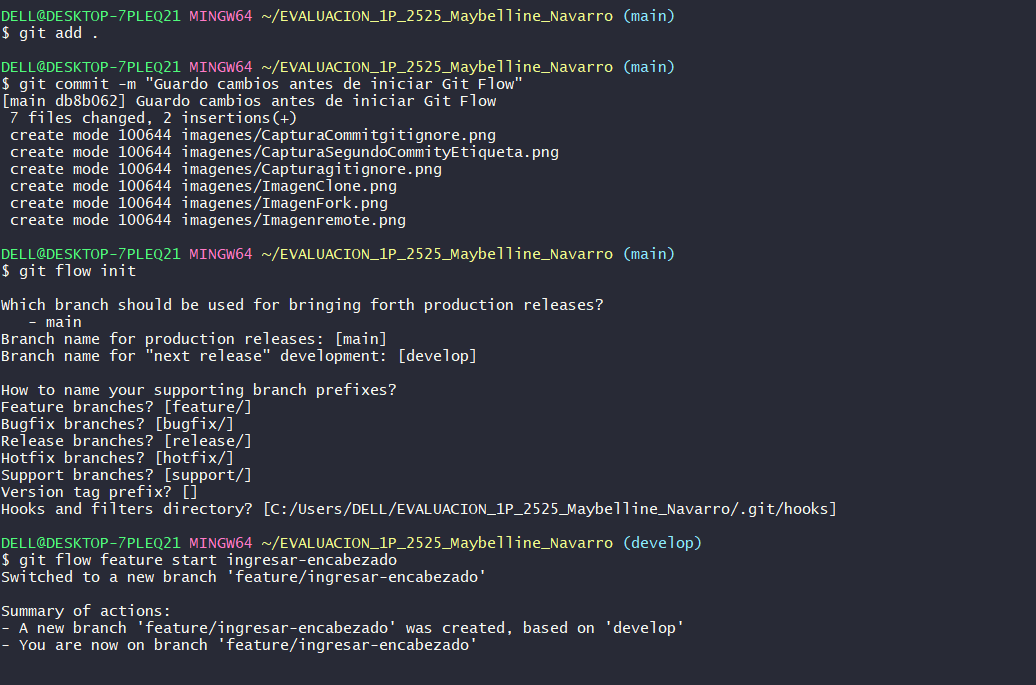 DELL@DESKTOP-7PLEQ21 MINGW64 ~/EVALUACION_1P_2525_Maybelline_Navarro (main)
$ git add .
DELL@DESKTOP-7PLEQ21 MINGW64 ~/EVALUACION_1P_2525_Maybelline_Navarro (main)
$ git commit -m "Guardo cambios antes de iniciar Git Flow"
[main db8b062] Guardo cambios antes de iniciar Git Flow
 7 files changed, 2 insertions(+)
 create mode 100644 imagenes/CapturaCommitgitignore.png
 create mode 100644 imagenes/CapturaSegundoCommityEtiqueta.png
 create mode 100644 imagenes/Capturagitignore.png
 create mode 100644 imagenes/ImagenClone.png
 create mode 100644 imagenes/ImagenFork.png
 create mode 100644 imagenes/Imagenremote.png
DELL@DESKTOP-7PLEQ21 MINGW64 ~/EVALUACION_1P_2525_Maybelline_Navarro (main)
$ git flow init
Which branch should be used for bringing forth production releases?
   - main
Branch name for production releases: [main]
Branch name for "next release" development: [develop]
How to name your supporting branch prefixes?
Feature branches? [feature/]
Bugfix branches? [bugfix/]
Release branches? [release/]
Hotfix branches? [hotfix/]
Support branches? [support/]
Version tag prefix? []
Hooks and filters directory? [C:/Users/DELL/EVALUACION_1P_2525_Maybelline_Navarro/.git/hooks]
DELL@DESKTOP-7PLEQ21 MINGW64 ~/EVALUACION_1P_2525_Maybelline_Navarro (develop)
$ git flow feature start ingresar-encabezado
Switched to a new branch 'feature/ingresar-encabezado'
Summary of actions:
- A new branch 'feature/ingresar-encabezado' was created, based on 'develop'
- You are now on branch 'feature/ingresar-encabezado'